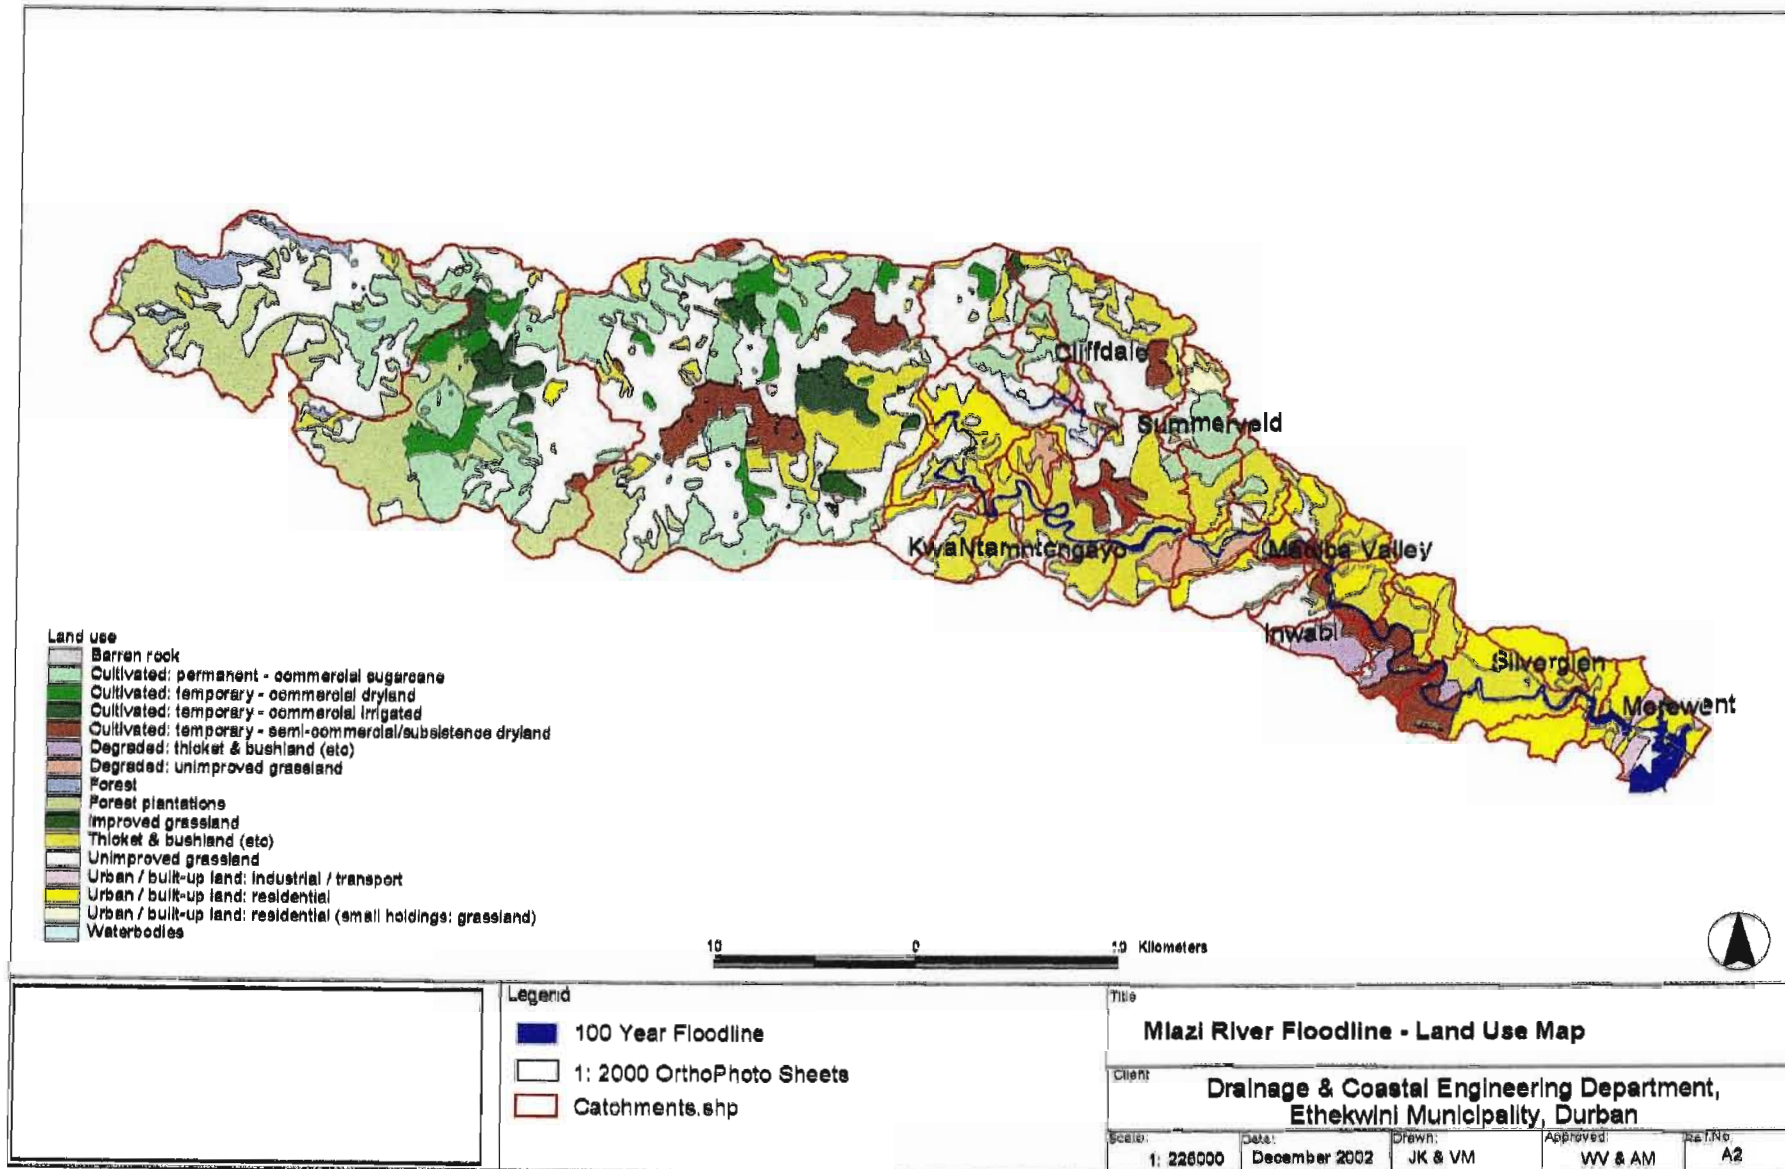 Cliffdale
Summerveld
KwaNtamntengayo
Madiba Valley
Inwabi
Silverglen
Merewent
Land use
Barren rock
Cultivated: permanent - commercial sugarcane
Cultivated: temporary - commercial dryland
Cultivated: temporary - commercial irrigated
Cultivated: temporary - semi-commercial/subsistence dryland
Degraded: thicket & bushland (etc)
Degraded: unimproved grassland
Forest
Forest plantations
Improved grassland
Thicket & bushland (etc)
Unimproved grassland
Urban / built-up land: industrial / transport
Urban / built-up land: residential
Urban / built-up land: residential (small holdings: grassland)
Waterbodies
10 0 10 Kilometers
Legend
100 Year Floodline
1: 2000 OrthoPhoto Sheets
Catchments.shp
Title
Mlazi River Floodline - Land Use Map
Client
Drainage & Coastal Engineering Department,
Ethekwini Municipality, Durban
Scale: Date: Drawn: Approved: Ref No.
1: 226000 December 2002 JK & VM WV & AM A2